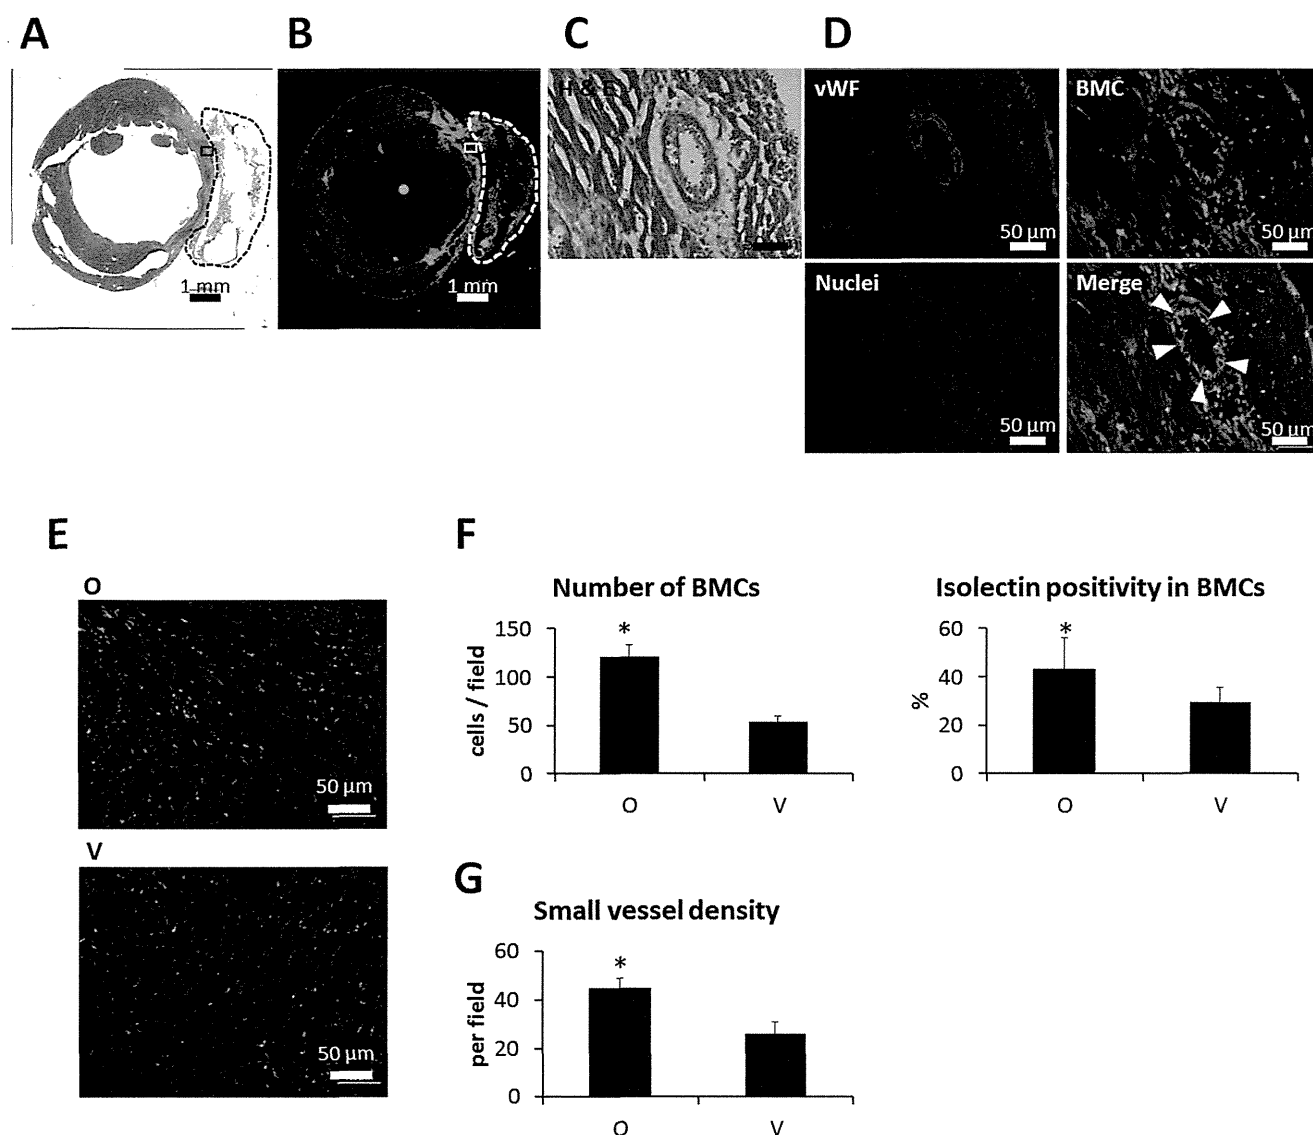 A
B
C
D
1 mm
1 mm
H & E
vWF
50 µm
BMC
50 µm
Nuclei
50 µm
Merge
50 µm
E
O
50 µm
V
50 µm
F
Number of BMCs
cells / field
150
100
50
0
*
O
V
Isolectin positivity in BMCs
%
60
40
20
0
*
O
V
G
Small vessel density
per field
60
40
20
0
*
O
V